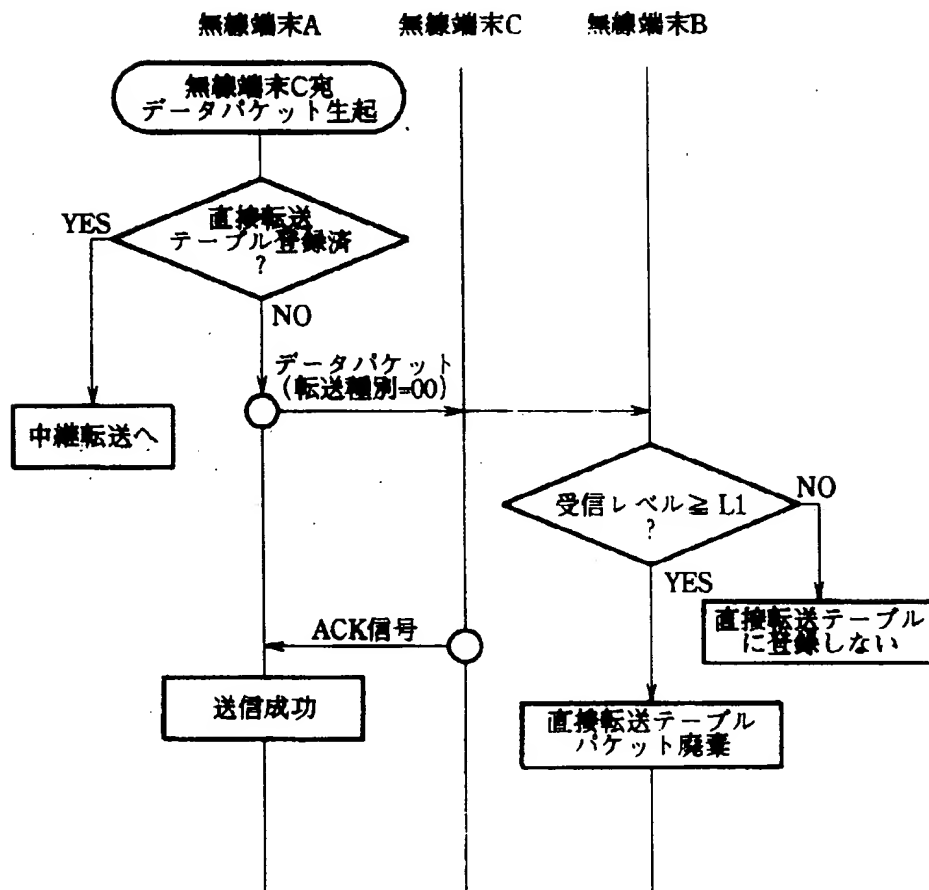 無線端末A 無線端末C 無線端末B
無線端末C宛
データパケット生起
YES
直接転送
テーブル登録済
?
NO
データパケット
(転送種別=00)
中継転送へ
受信レベル≧L1
?
NO
YES
直接転送テーブル
に登録しない
ACK信号
送信成功
直接転送テーブル
パケット廃棄